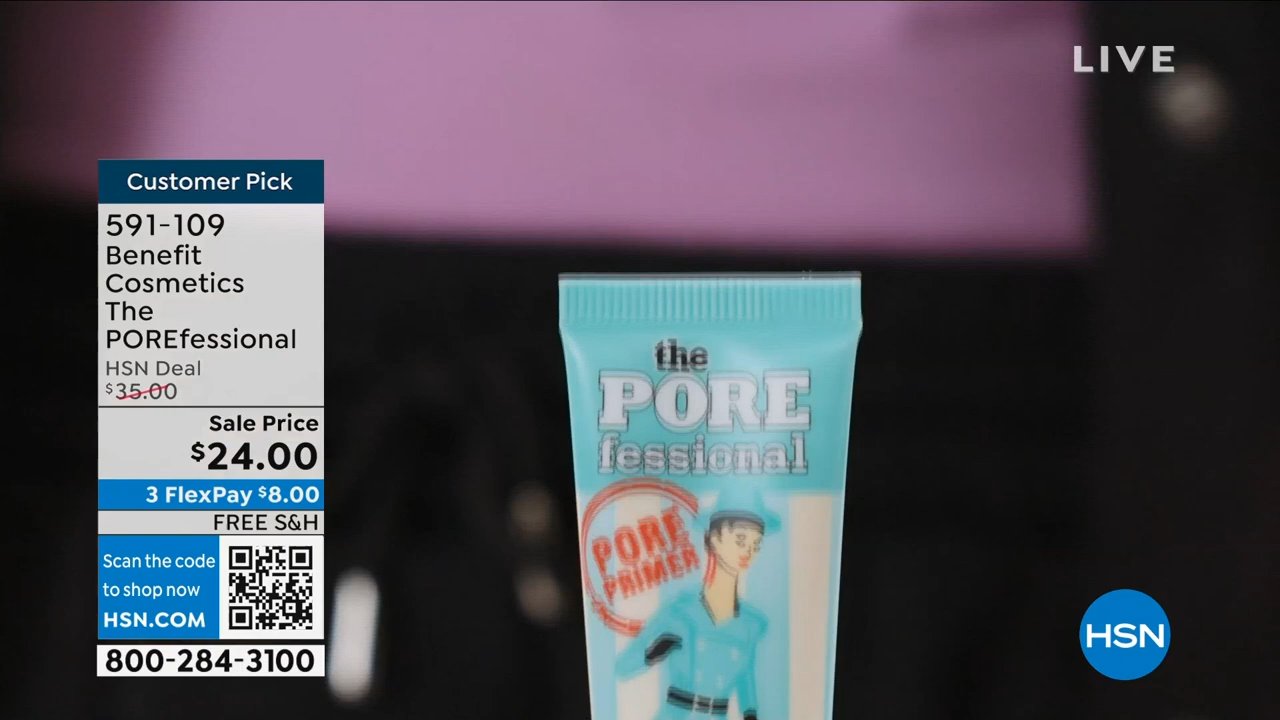 LIVE
Customer Pick
591-109
Benefit
Cosmetics
The
POREfessional
HSN Deal
$35.00
Sale Price
$24.00
3 FlexPay $8.00
FREE S&H
Scan the code
to shop now
HSN.COM
800-284-3100
the
PORE
fessional
PORE
PRIMER
HSN